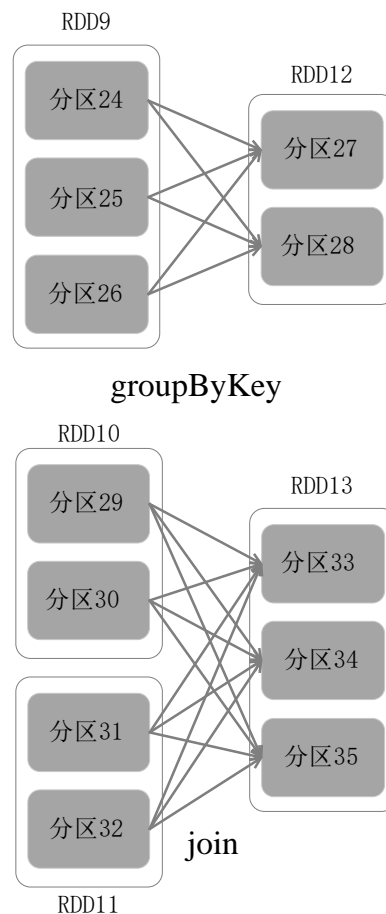 RDD9
RDD12
分区24
分区27
分区25
分区28
分区26
groupByKey
RDD10
RDD13
分区29
分区33
分区30
分区34
分区31
分区35
分区32
join
RDD11